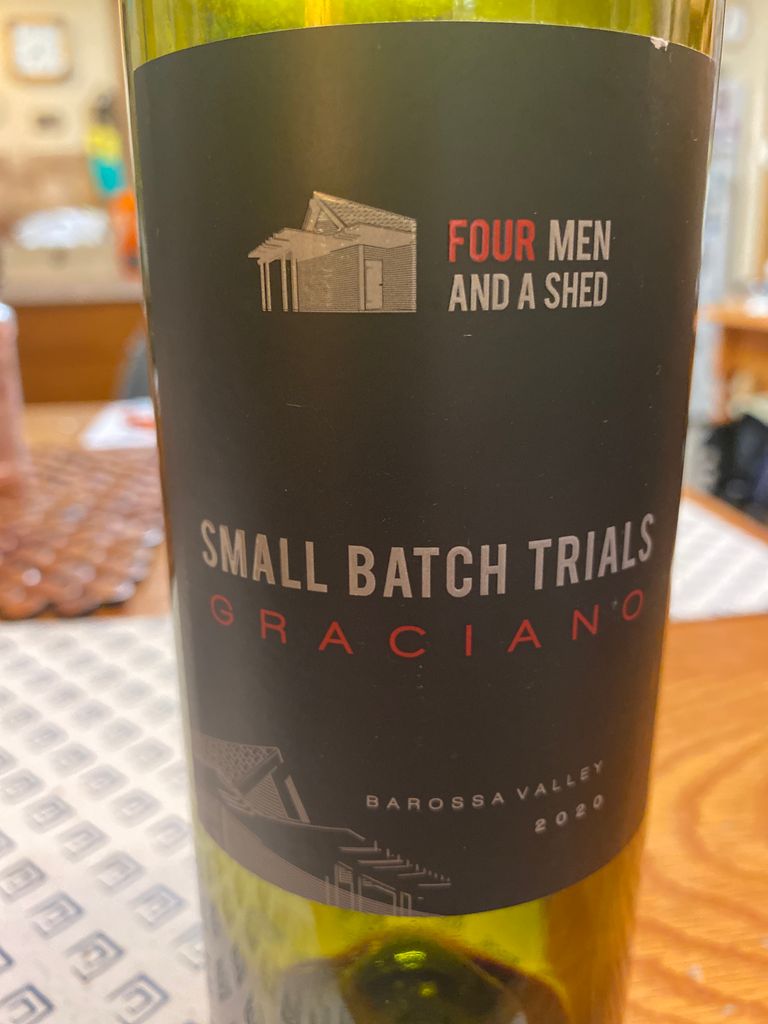 FOUR MEN
AND A SHED
SMALL BATCH TRIALS
GRACIANO
BAROSSA VALLEY
2020